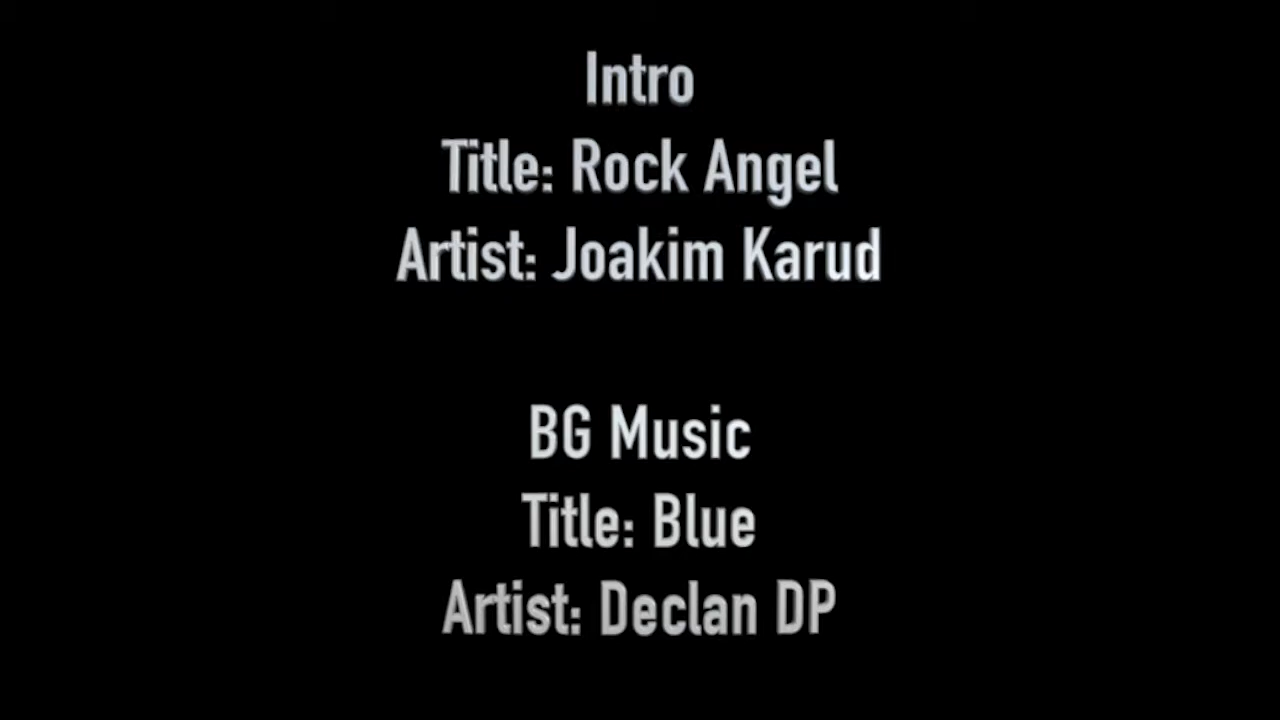 Intro
Title: Rock Angel
Artist: Joakim Karud
BG Music
Title: Blue
Artist: Declan DP